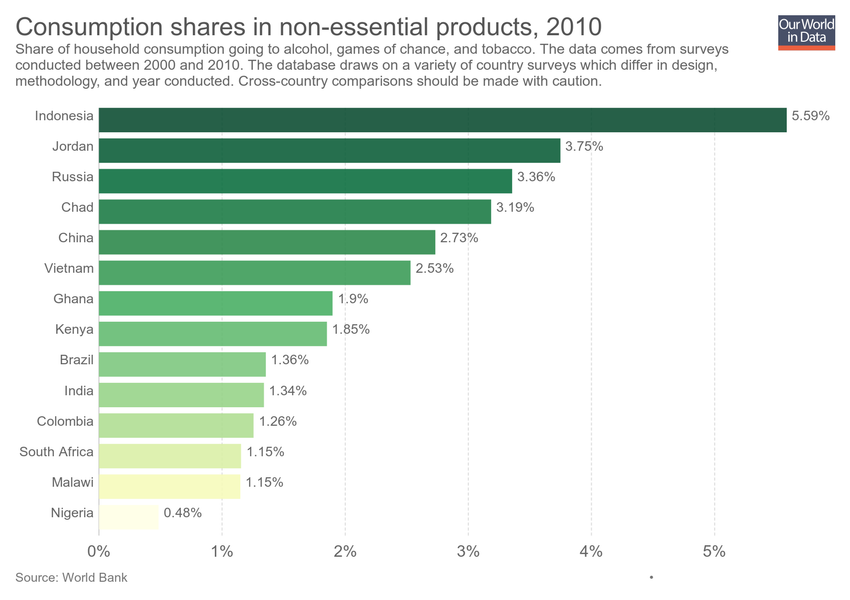 Consumption shares in non-essential products, 2010
Our World
in Data
Share of household consumption going to alcohol, games of chance, and tobacco. The data comes from surveys
conducted between 2000 and 2010. The database draws on a variety of country surveys which differ in design,
methodology, and year conducted. Cross-country comparisons should be made with caution.
Indonesia 5.59%
Jordan 3.75%
Russia 3.36%
Chad 3.19%
China 2.73%
Vietnam 2.53%
Ghana 1.9%
Kenya 1.85%
Brazil 1.36%
India 1.34%
Colombia 1.26%
South Africa 1.15%
Malawi 1.15%
Nigeria 0.48%
0% 1% 2% 3% 4% 5%
Source: World Bank